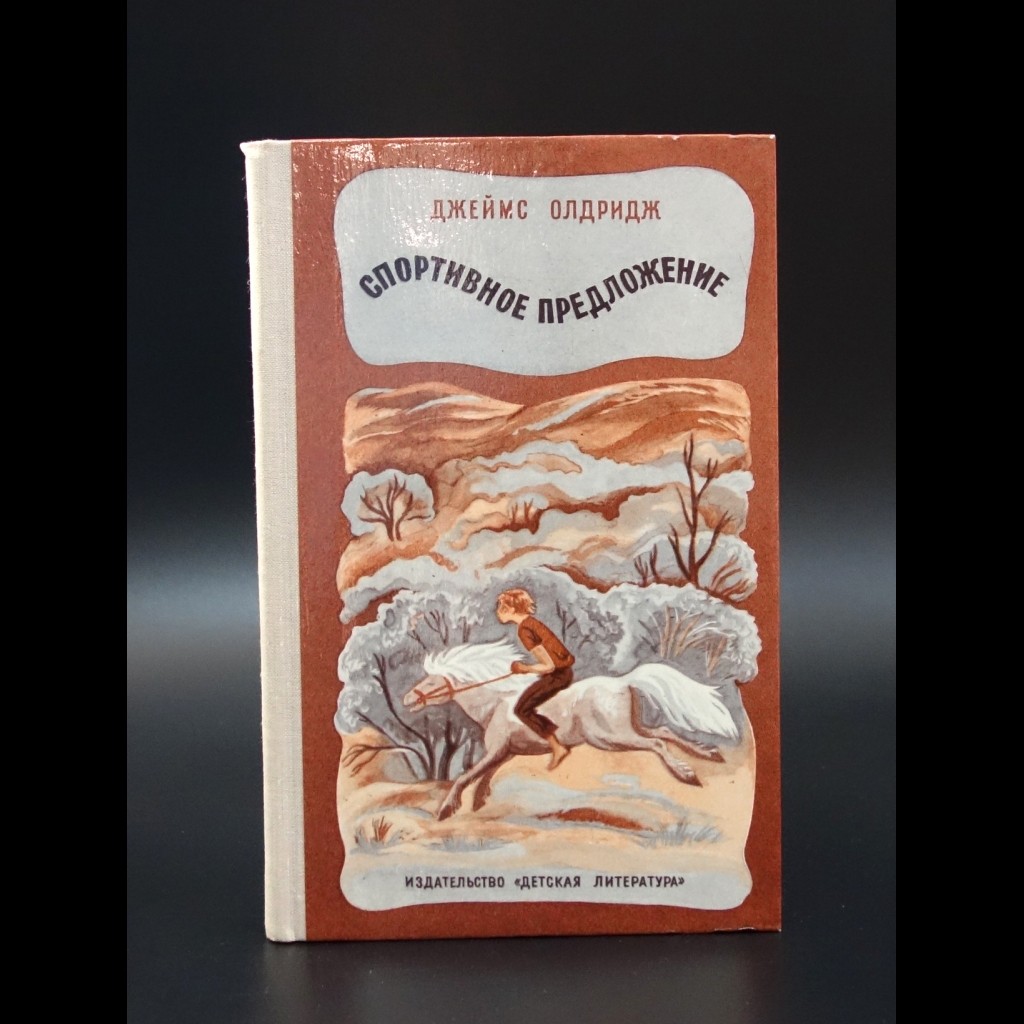 ДЖЕЙМС ОЛДРИДЖ
СПОРТИВНОЕ ПРЕДЛОЖЕНИЕ
ИЗДАТЕЛЬСТВО «ДЕТСКАЯ ЛИТЕРАТУРА»